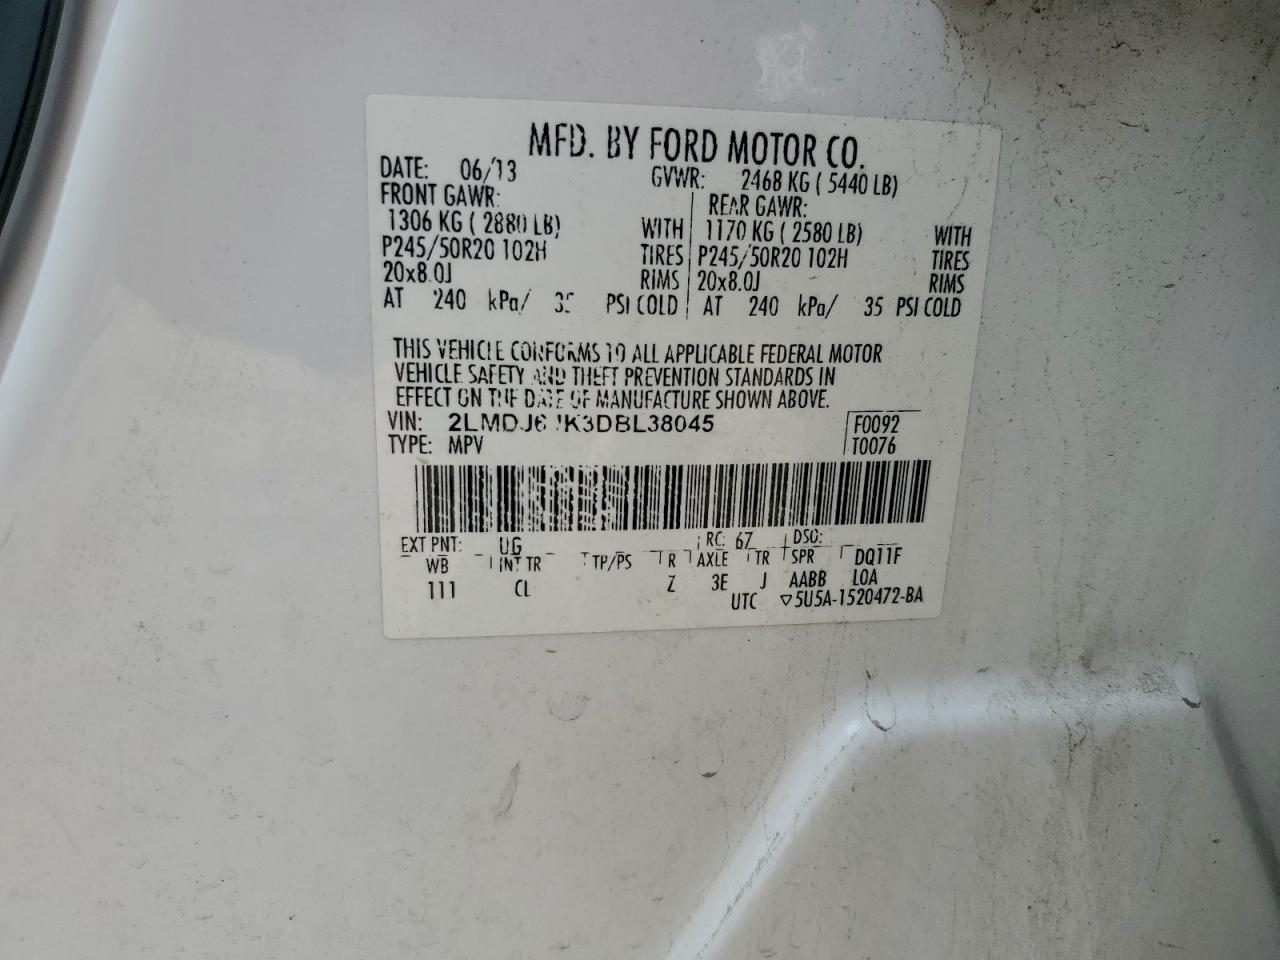 MFD. BY FORD MOTOR CO.
DATE: 06/13 GVWR: 2468 KG ( 5440 LB)
FRONT GAWR: REAR GAWR:
1306 KG ( 2880 LB) WITH 1170 KG ( 2580 LB) WITH
P245/50R20 102H TIRES P245/50R20 102H TIRES
20x8.0J RIMS 20x8.0J RIMS
AT 240 kPa/ 35 PSI COLD AT 240 kPa/ 35 PSI COLD
THIS VEHICLE CONFORMS TO ALL APPLICABLE FEDERAL MOTOR
VEHICLE SAFETY AND THEFT PREVENTION STANDARDS IN
EFFECT ON THE DATE OF MANUFACTURE SHOWN ABOVE.
VIN: F0092
TYPE: MPV T0076
EXT PNT: UG RC: 67 DSO:
WB INT TR TP/PS R AXLE TR SPR DQ11F
111 CL Z 3E J AABB LOA
UTC ▽5U5A-1520472-BA